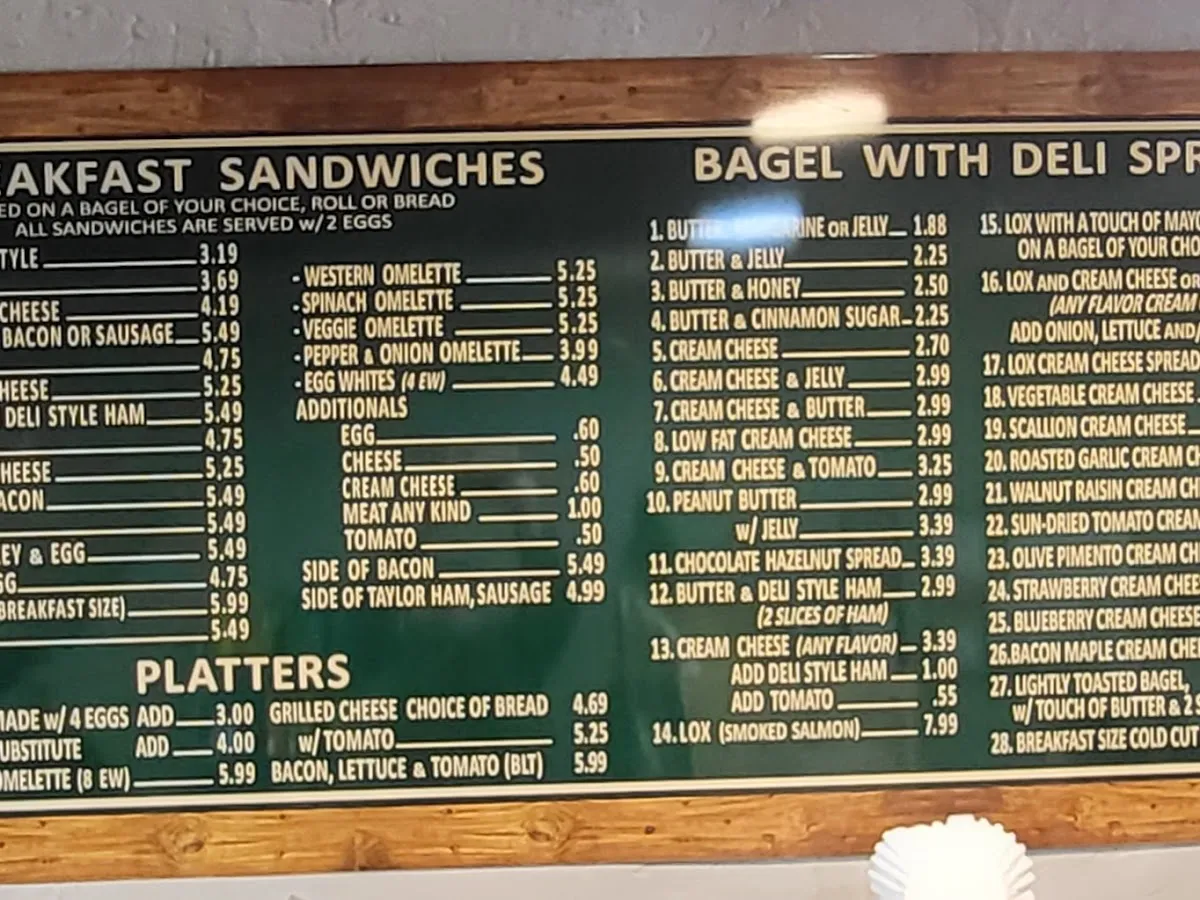 EAKFAST SANDWICHES
ED ON A BAGEL OF YOUR CHOICE, ROLL OR BREAD
ALL SANDWICHES ARE SERVED w/ 2 EGGS
TYLE 3.19
3.69
CHEESE 4.19
BACON OR SAUSAGE 5.49
4.75
HEESE 5.25
DELI STYLE HAM 5.49
4.75
HEESE 5.25
ACON 5.49
5.49
EY & EGG 5.49
GG 4.75
BREAKFAST SIZE) 5.99
5.49
- WESTERN OMELETTE 5.25
- SPINACH OMELETTE 5.25
- VEGGIE OMELETTE 5.25
- PEPPER & ONION OMELETTE 3.99
- EGG WHITES (4 EW) 4.49
ADDITIONALS
EGG .60
CHEESE .50
CREAM CHEESE .60
MEAT ANY KIND 1.00
TOMATO .50
SIDE OF BACON 5.49
SIDE OF TAYLOR HAM, SAUSAGE 4.99
PLATTERS
MADE w/ 4 EGGS ADD 3.00
UBSTITUTE ADD 4.00
OMELETTE (8 EW) 5.99
GRILLED CHEESE CHOICE OF BREAD 4.69
w/ TOMATO 5.25
BACON, LETTUCE & TOMATO (BLT) 5.99
BAGEL WITH DELI SPR
1. BUTTER, RINE OR JELLY 1.88
2. BUTTER & JELLY 2.25
3. BUTTER & HONEY 2.50
4. BUTTER & CINNAMON SUGAR 2.25
5. CREAM CHEESE 2.70
6. CREAM CHEESE & JELLY 2.99
7. CREAM CHEESE & BUTTER 2.99
8. LOW FAT CREAM CHEESE 2.99
9. CREAM CHEESE & TOMATO 3.25
10. PEANUT BUTTER 2.99
w/ JELLY 3.39
11. CHOCOLATE HAZELNUT SPREAD 3.39
12. BUTTER & DELI STYLE HAM 2.99
(2 SLICES OF HAM)
13. CREAM CHEESE (ANY FLAVOR) 3.39
ADD DELI STYLE HAM 1.00
ADD TOMATO .55
14. LOX (SMOKED SALMON) 7.99
15. LOX WITH A TOUCH OF MAYO
ON A BAGEL OF YOUR CHO
16. LOX AND CREAM CHEESE OR
(ANY FLAVOR CREAM
ADD ONION, LETTUCE AND
17. LOX CREAM CHEESE SPREAD
18. VEGETABLE CREAM CHEESE
19. SCALLION CREAM CHEESE
20. ROASTED GARLIC CREAM CH
21. WALNUT RAISIN CREAM CH
22. SUN-DRIED TOMATO CREAM
23. OLIVE PIMENTO CREAM CH
24. STRAWBERRY CREAM CHEES
25. BLUEBERRY CREAM CHEESE
26. BACON MAPLE CREAM CHE
27. LIGHTLY TOASTED BAGEL,
w/ TOUCH OF BUTTER & 2 S
28. BREAKFAST SIZE COLD CUT